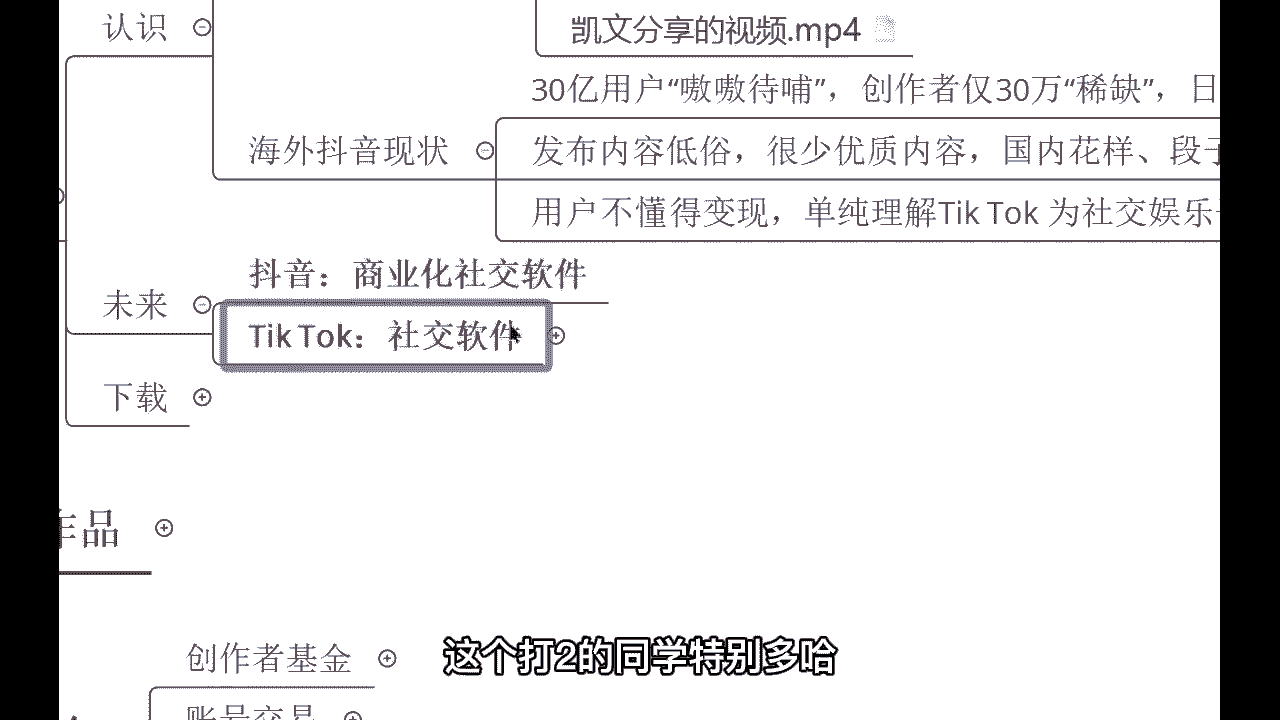 认识
凯文分享的视频.mp4
30亿用户“嗷嗷待哺”，创作者仅30万“稀缺”，日
海外抖音现状
发布内容低俗，很少优质内容，国内花样、段子
用户不懂得变现，单纯理解Tik Tok 为社交娱乐
抖音：商业化社交软件
未来
Tik Tok：社交软件
下载
作品
创作者基金
这个打2的同学特别多哈
账号交易